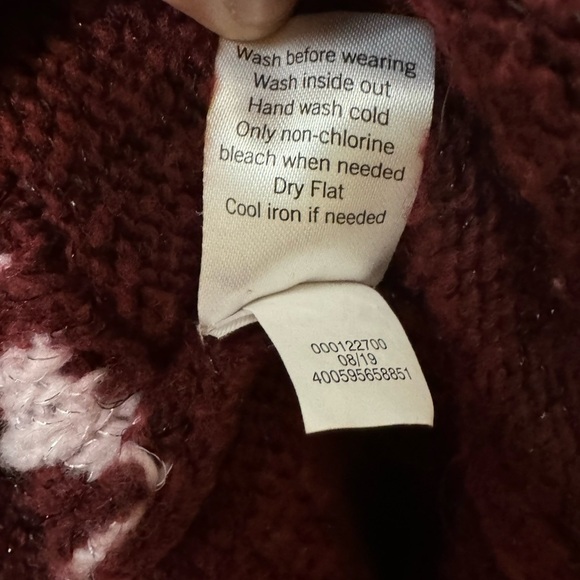 Wash before wearing
Wash inside out
Hand wash cold
Only non-chlorine
bleach when needed
Dry Flat
Cool iron if needed
000122700
08/19
400595658851